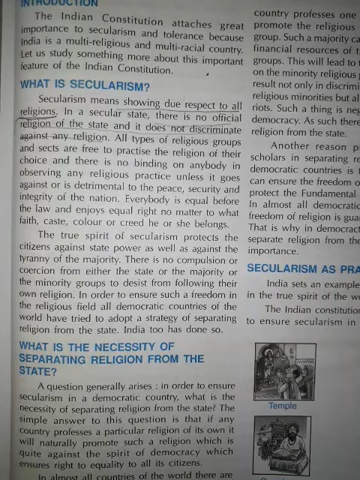 INTRODUCTION
The Indian Constitution attaches great
importance to secularism and tolerance because
India is a multi-religious and multi-racial country.
Let us study something more about this important
feature of the Indian Constitution.
WHAT IS SECULARISM?
Secularism means showing due respect to all
religions. In a secular state, there is no official
religion of the state and it does not discriminate
against any religion. All types of religious groups
and sects are free to practise the religion of their
choice and there is no binding on anybody in
observing any religious practice unless it goes
against or is detrimental to the peace, security and
integrity of the nation. Everybody is equal before
the law and enjoys equal right no matter to what
faith, caste, colour or creed he or she belongs.
The true spirit of secularism protects the
citizens against state power as well as against the
tyranny of the majority. There is no compulsion or
coercion from either the state or the majority or
the minority groups to desist from following their
own religion. In order to ensure such a freedom in
the religious field all democratic countries of the
world have tried to adopt a strategy of separating
religion from the state. India too has done so.
WHAT IS THE NECESSITY OF
SEPARATING RELIGION FROM THE
STATE?
A question generally arises : in order to ensure
secularism in a democratic country, what is the
necessity of separating religion from the state? The
simple answer to this question is that if any
country professes a particular religion of its own it
will naturally promote such a religion which is
quite against the spirit of democracy which
ensures right to equality to all its citizens.
In almost all countries of the world there are
country professes one
promote the religious
group. Such a majority ca
financial resources of t
groups. This will lead to t
on the minority religious
result not only in discrimi
religious minorities but al
riots. Such a thing is neg
democracy. As such there
religion from the state.
Another reason p
scholars in separating re
democratic countries is t
can ensure the freedom o
protect the Fundamental
In almost all democratic
freedom of religion is gua
That is why in democracti
separate religion from the
importance.
SECULARISM AS PRA
India sets an example
in the true spirit of the wo
The Indian constitution
to ensure secularism in
Temple